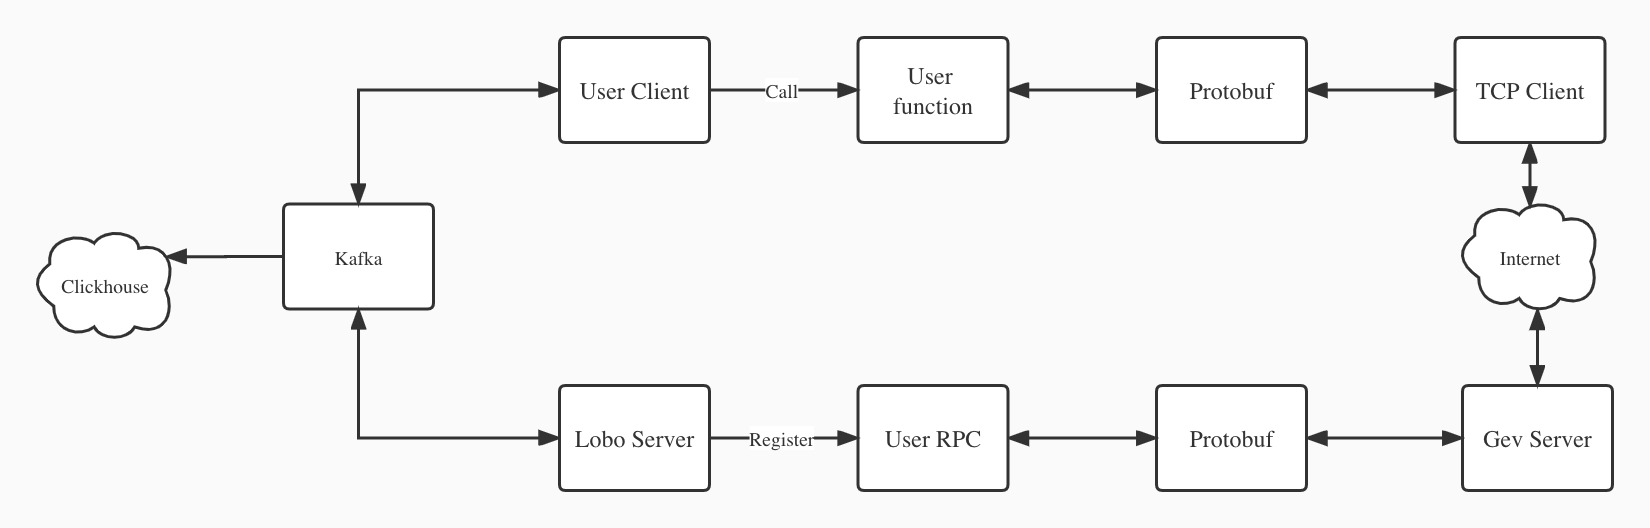 User Client
Call
User
function
Protobuf
TCP Client
Clickhouse
Kafka
Internet
Lobo Server
Register
User RPC
Protobuf
Gev Server